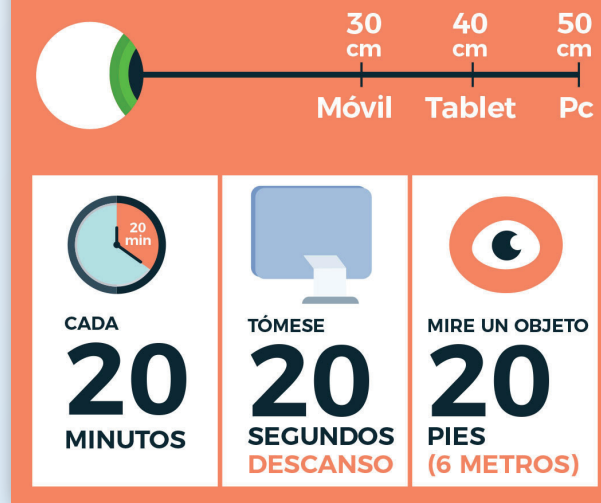 30 cm
40 cm
50 cm
Móvil
Tablet
Pc
20 min
CADA
20
MINUTOS
TÓMESE
20
SEGUNDOS
DESCANSO
MIRE UN OBJETO
20
PIES
(6 METROS)